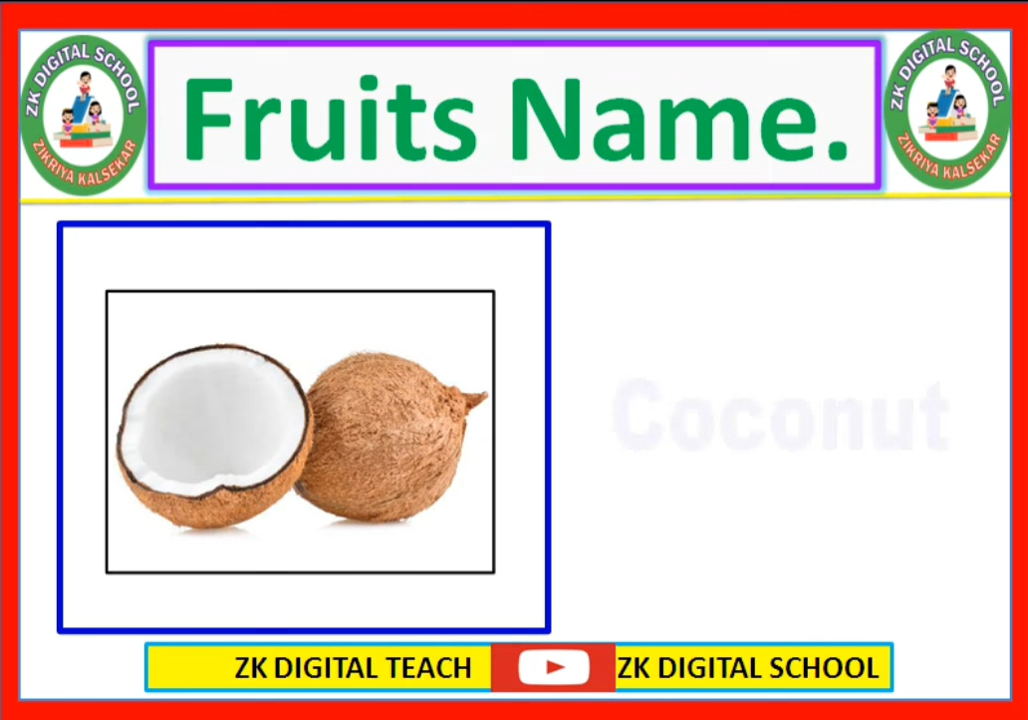 ZK DIGITAL SCHOOL
ZIKRIYA KALSEKAR
Fruits Name.
ZK DIGITAL SCHOOL
ZIKRIYA KALSEKAR
Coconut
ZK DIGITAL TEACH
ZK DIGITAL SCHOOL